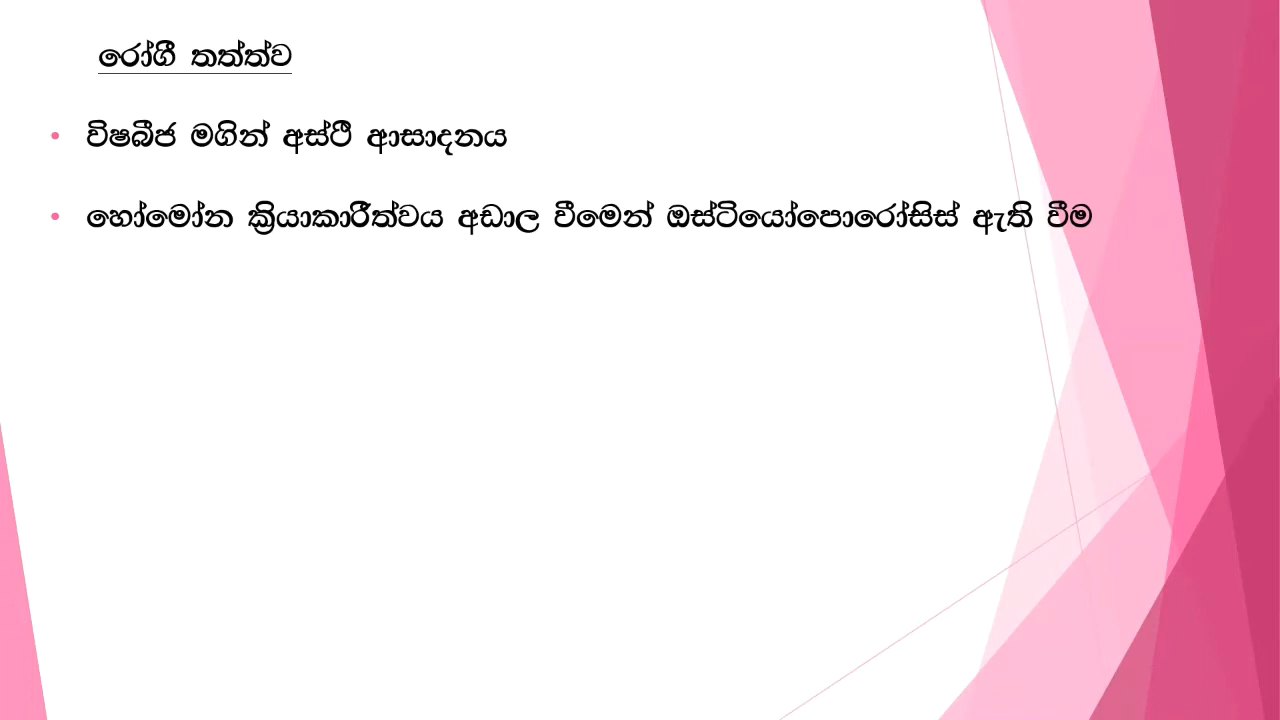 රෝගී තත්ත්ව
• විෂබීජ මගින් අස්ථි ආසාදනය
• හෝමෝන ක්‍රියාකාරීත්වය අඩාල වීමෙන් ඔස්ටියෝපොරෝසිස් ඇති වීම